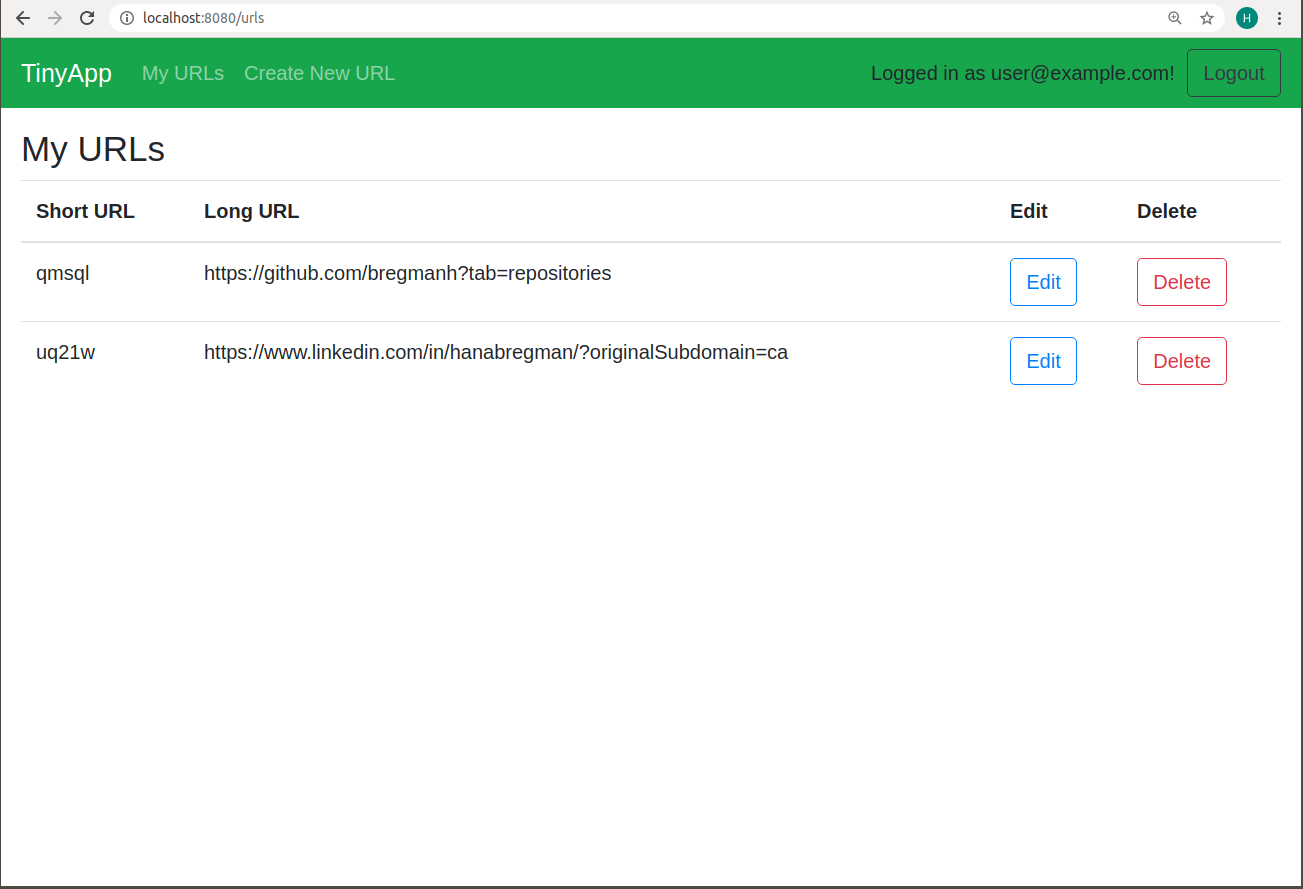 localhost:8080/urls
H
TinyApp My URLs Create New URL Logged in as user@example.com! Logout
My URLs
Short URL Long URL Edit Delete
qmsql https://github.com/bregmanh?tab=repositories Edit Delete
uq21w https://www.linkedin.com/in/hanabregman/?originalSubdomain=ca Edit Delete